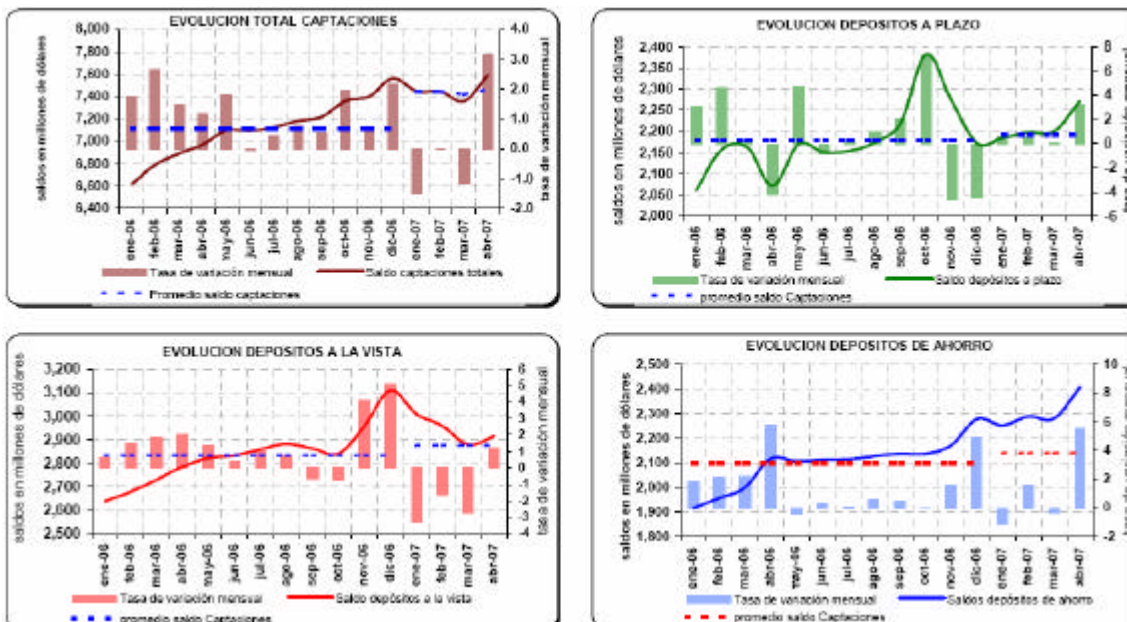 EVOLUCION TOTAL CAPTACIONES
saldos en millones de dólares
8,000
7,800
7,600
7,400
7,200
7,000
6,800
6,600
6,400
4.0
3.0
2.0
1.0
0.0
-1.0
-2.0
tasa de variación mensual
ene-06
feb-06
mar-06
abr-06
may-06
jun-06
jul-06
ago-06
sep-06
oct-06
nov-06
dic-06
ene-07
feb-07
mar-07
abr-07
Tasa de variación mensual
Saldo captaciones totales
Promedio saldo captaciones
EVOLUCION DEPOSITOS A PLAZO
saldos en millones de dólares
2,400
2,350
2,300
2,250
2,200
2,150
2,100
2,050
2,000
8
6
4
2
0
-2
-4
-6
tasa de variación mensual
ene-06
feb-06
mar-06
abr-06
may-06
jun-06
jul-06
ago-06
sep-06
oct-06
nov-06
dic-06
ene-07
feb-07
mar-07
abr-07
Tasa de variación mensual
Saldo depósitos a plazo
promedio saldo Captaciones
EVOLUCION DEPOSITOS A LA VISTA
saldos en millones de dólares
3,200
3,100
3,000
2,900
2,800
2,700
2,600
2,500
6
5
4
3
2
1
0
-1
-2
-3
-4
tasa de variación mensual
ene-06
feb-06
mar-06
abr-06
may-06
jun-06
jul-06
ago-06
sep-06
oct-06
nov-06
dic-06
ene-07
feb-07
mar-07
abr-07
Tasa de variación mensual
Saldo depósitos a la vista
promedio saldo Captaciones
EVOLUCION DEPOSITOS DE AHORRO
saldos en millones de dólares
2,500
2,400
2,300
2,200
2,100
2,000
1,900
1,800
10
8
6
4
2
0
-2
de variación mensual
ene-06
feb-06
mar-06
abr-06
may-06
jun-06
jul-06
ago-06
sep-06
oct-06
nov-06
dic-06
ene-07
feb-07
mar-07
abr-07
Tasa de variación mensual
Saldos depósitos de ahorro
promedio saldo Captaciones